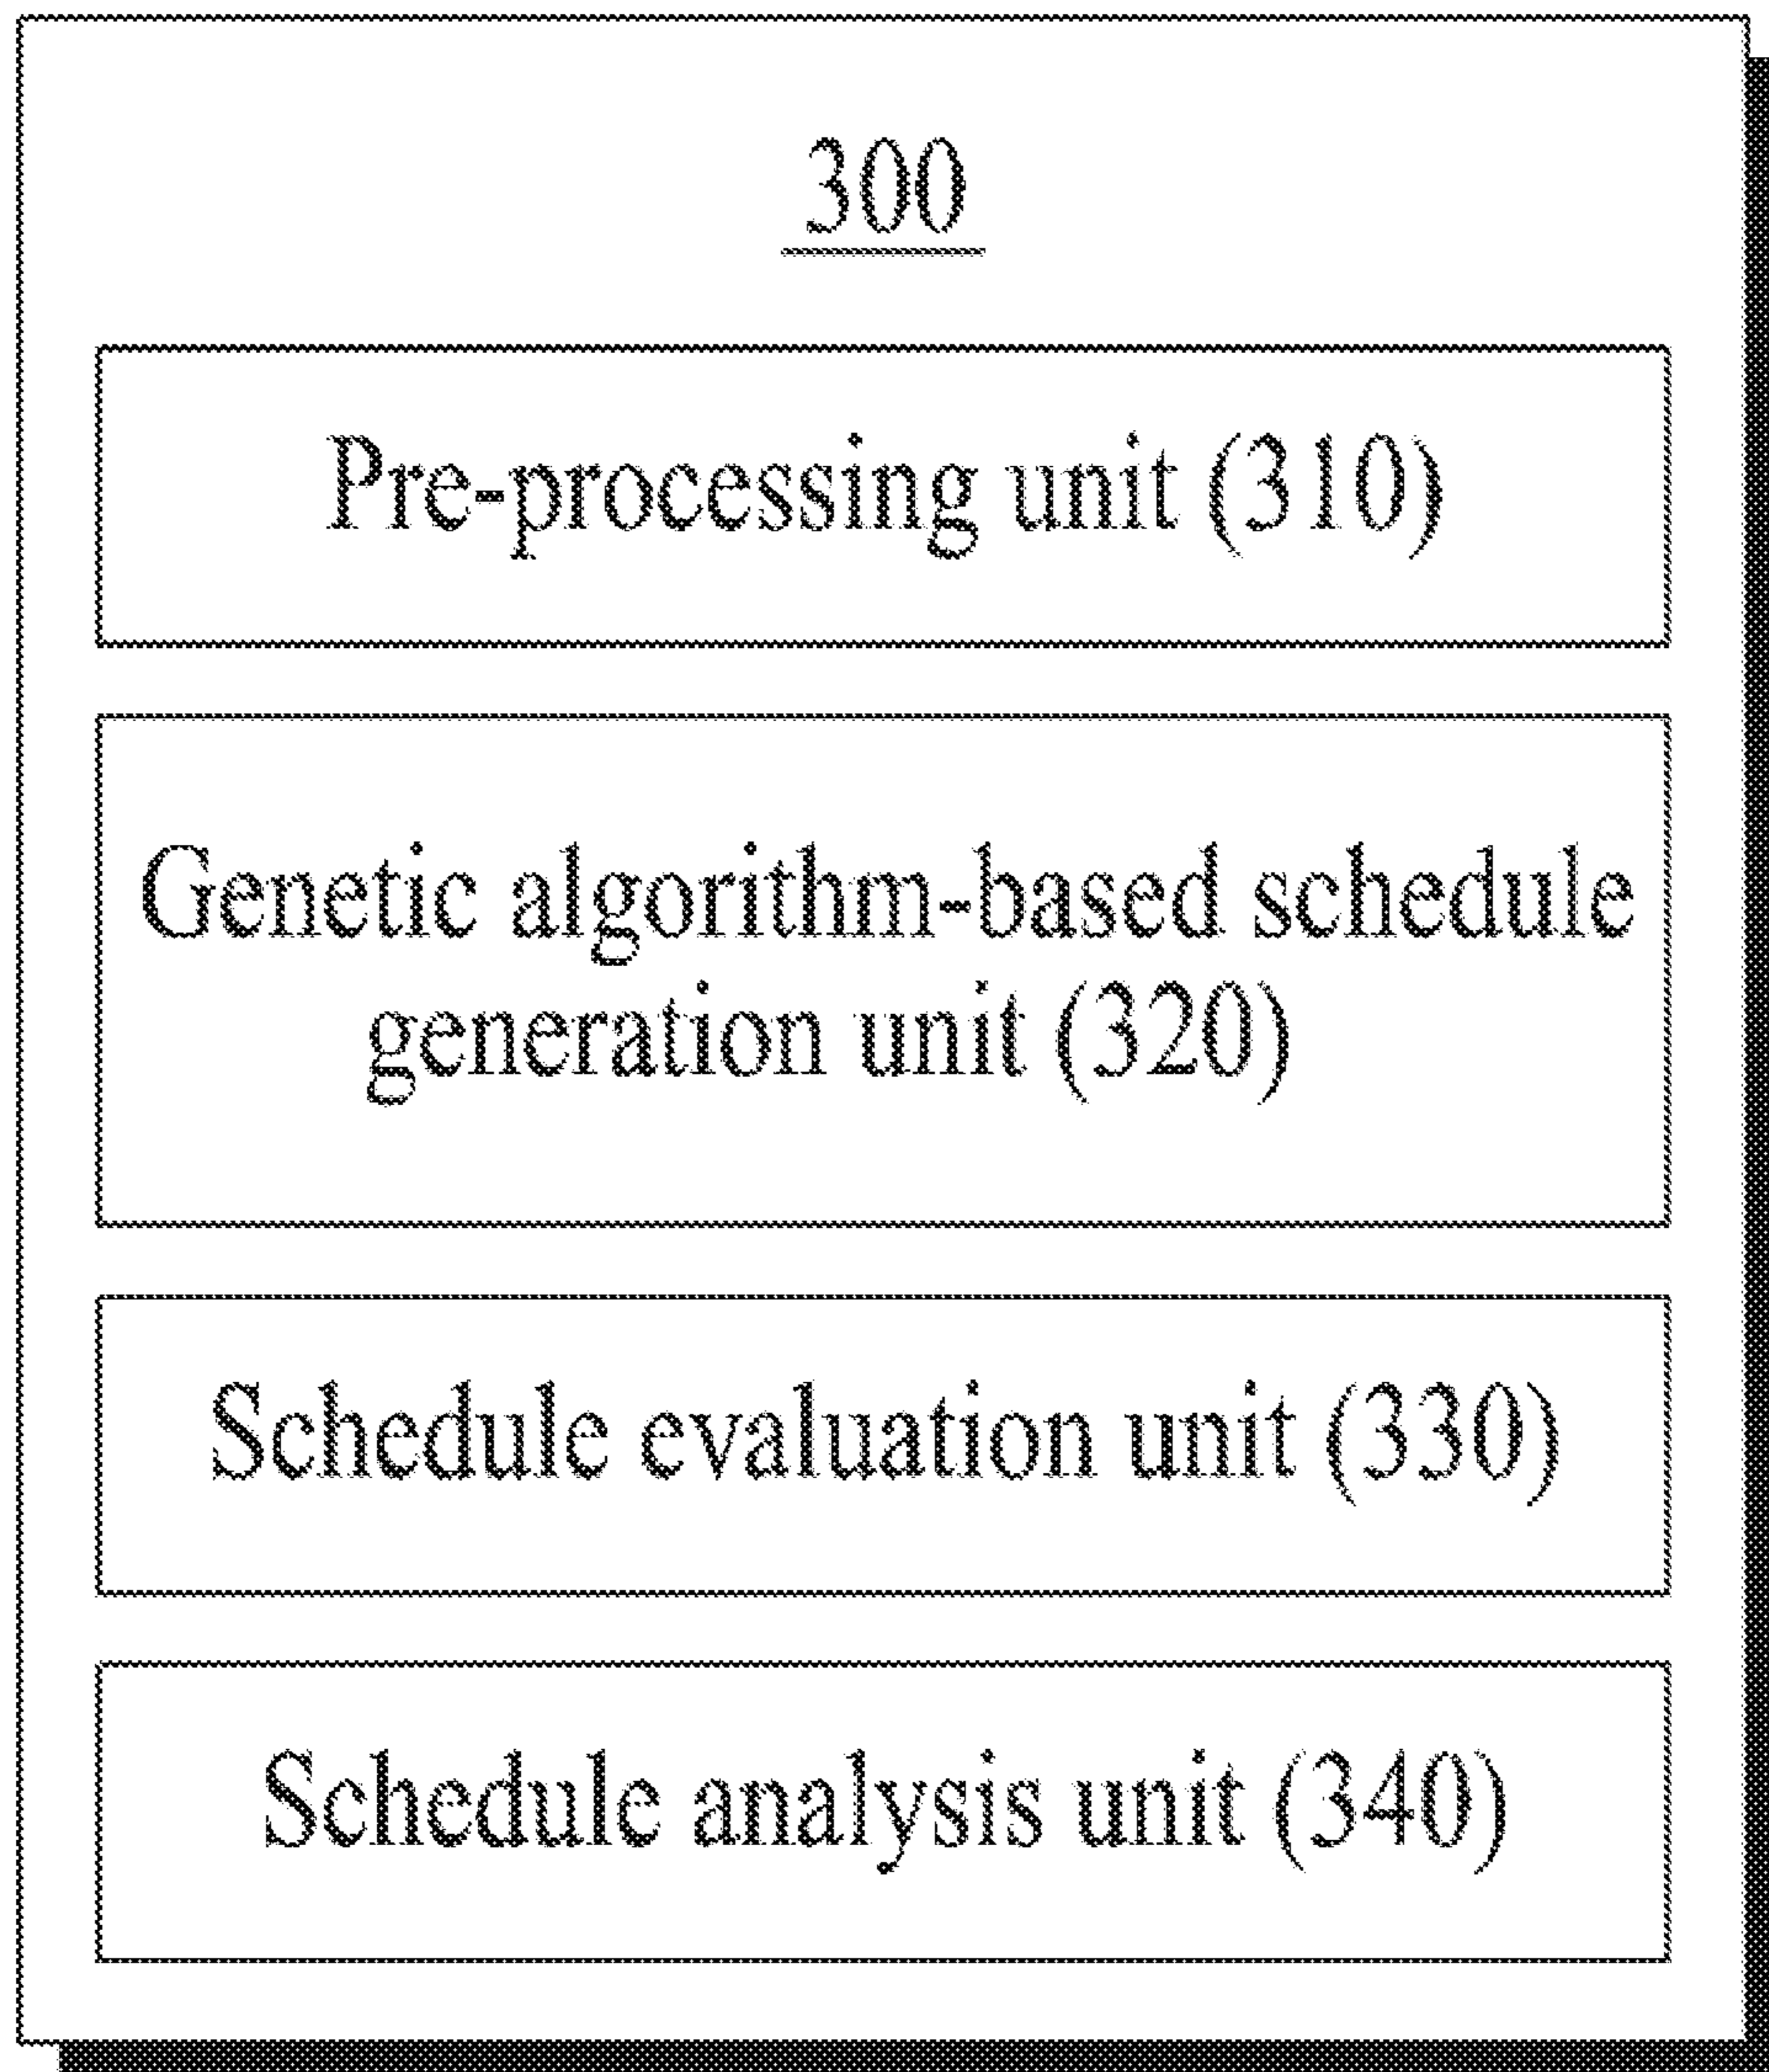 300
Pre-processing unit (310)
Genetic algorithm-based schedule
generation unit (320)
Schedule evaluation unit (330)
Schedule analysis unit (340)